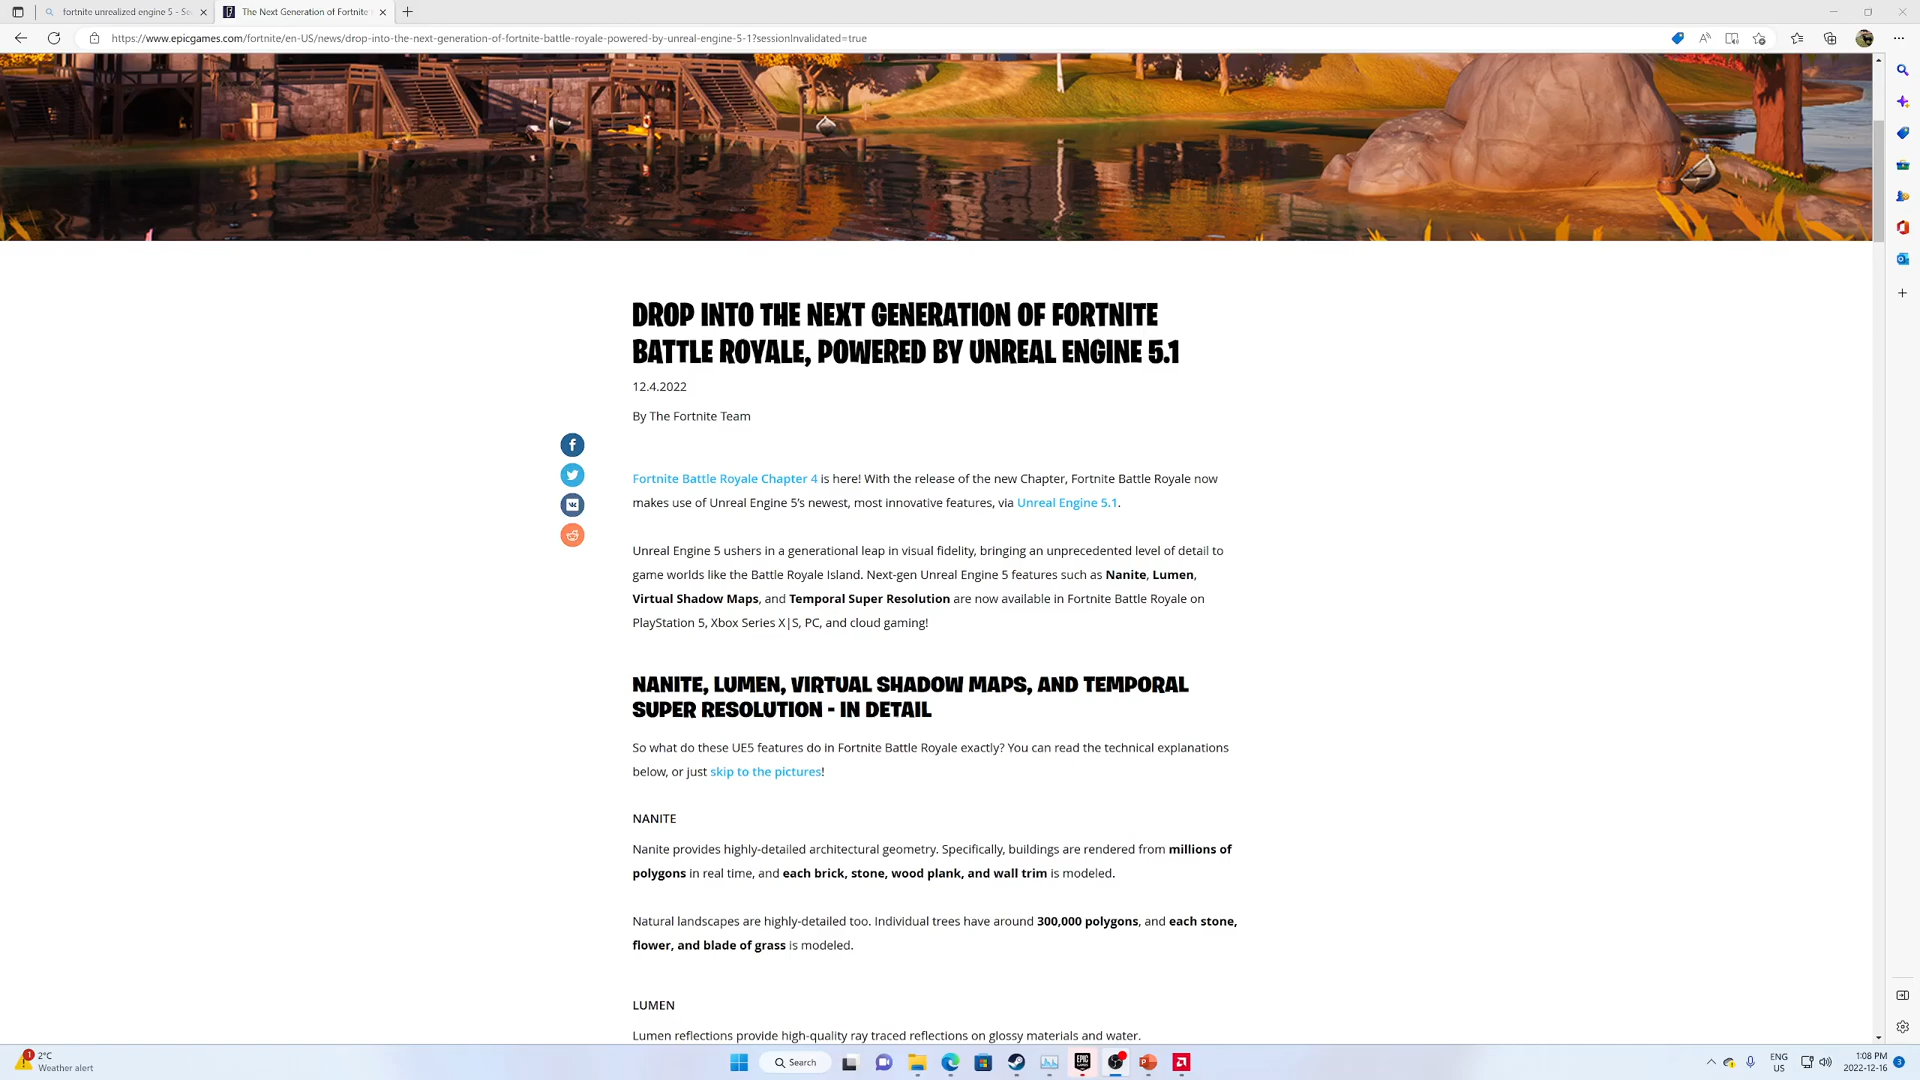 fortnite unrealized engine 5 - Se
The Next Generation of Fortnite
https://www.epicgames.com/fortnite/en-US/news/drop-into-the-next-generation-of-fortnite-battle-royale-powered-by-unreal-engine-5-1?sessionInvalidated=true
DROP INTO THE NEXT GENERATION OF FORTNITE
BATTLE ROYALE, POWERED BY UNREAL ENGINE 5.1
12.4.2022
By The Fortnite Team
Fortnite Battle Royale Chapter 4 is here! With the release of the new Chapter, Fortnite Battle Royale now
makes use of Unreal Engine 5’s newest, most innovative features, via Unreal Engine 5.1.
Unreal Engine 5 ushers in a generational leap in visual fidelity, bringing an unprecedented level of detail to
game worlds like the Battle Royale Island. Next-gen Unreal Engine 5 features such as Nanite, Lumen,
Virtual Shadow Maps, and Temporal Super Resolution are now available in Fortnite Battle Royale on
PlayStation 5, Xbox Series X|S, PC, and cloud gaming!
NANITE, LUMEN, VIRTUAL SHADOW MAPS, AND TEMPORAL
SUPER RESOLUTION - IN DETAIL
So what do these UE5 features do in Fortnite Battle Royale exactly? You can read the technical explanations
below, or just skip to the pictures!
NANITE
Nanite provides highly-detailed architectural geometry. Specifically, buildings are rendered from millions of
polygons in real time, and each brick, stone, wood plank, and wall trim is modeled.
Natural landscapes are highly-detailed too. Individual trees have around 300,000 polygons, and each stone,
flower, and blade of grass is modeled.
LUMEN
Lumen reflections provide high-quality ray traced reflections on glossy materials and water.
1
2°C
Weather alert
Search
EPIC
ENG
US
1:08 PM
2022-12-16
3